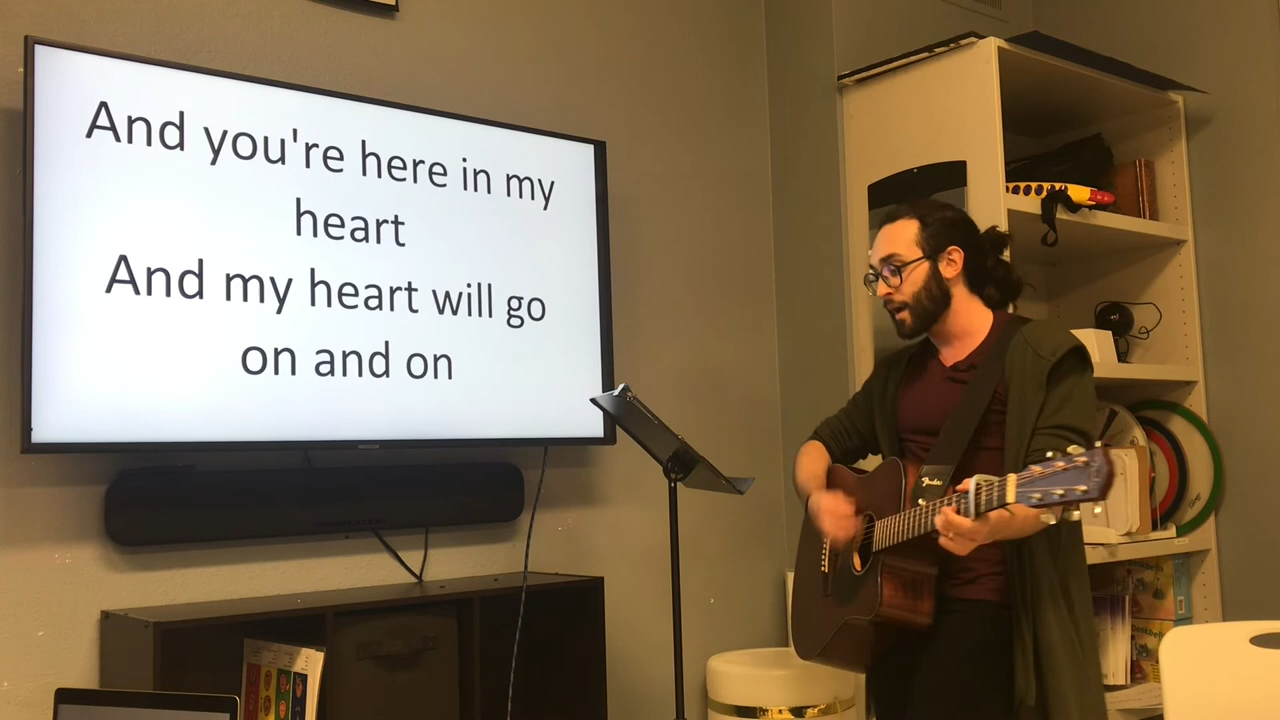 And you're here in my
heart
And my heart will go
on and on
Fender